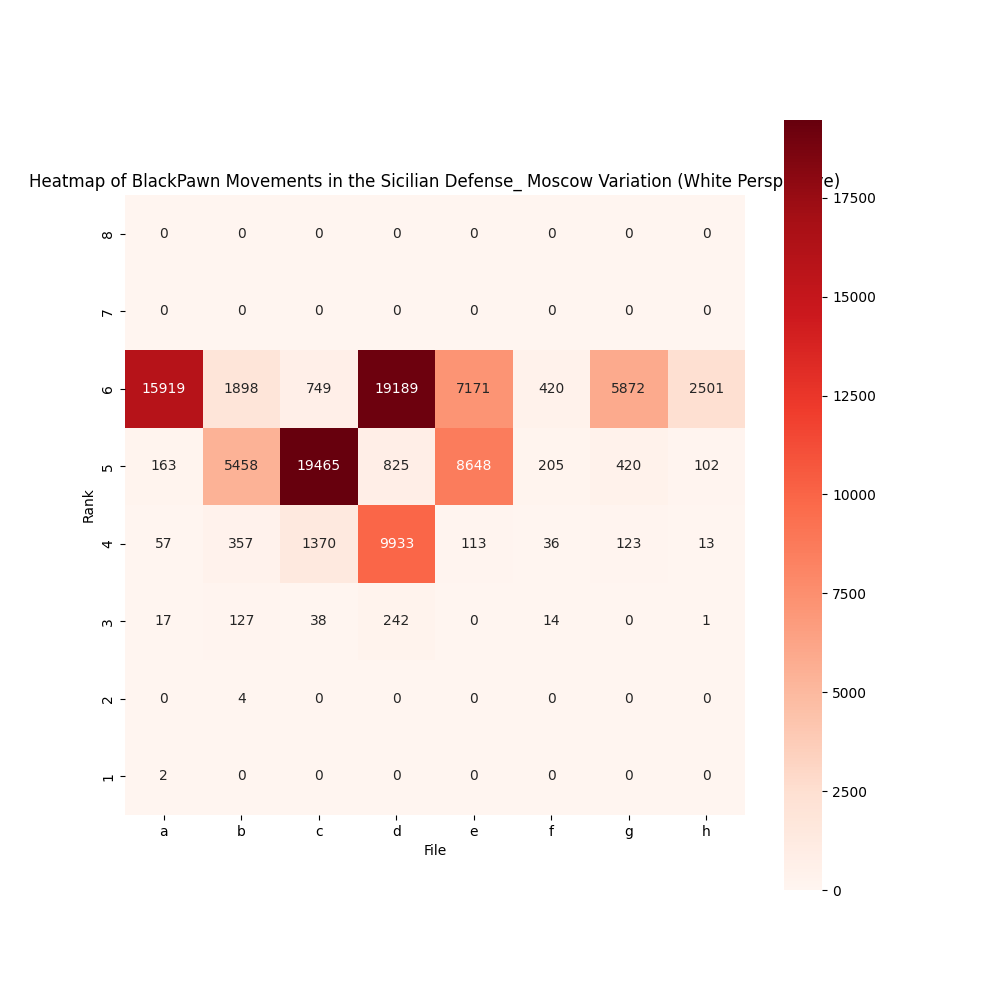 Heatmap of BlackPawn Movements in the Sicilian Defense_ Moscow Variation (White Persp re)
8 0 0 0 0 0 0 0 0
7 0 0 0 0 0 0 0 0
6 15919 1898 749 19189 7171 420 5872 2501
5 163 5458 19465 825 8648 205 420 102
4 57 357 1370 9933 113 36 123 13
3 17 127 38 242 0 14 0 1
2 0 4 0 0 0 0 0 0
1 2 0 0 0 0 0 0 0
a b c d e f g h
File
Rank
17500
15000
12500
10000
7500
5000
2500
0